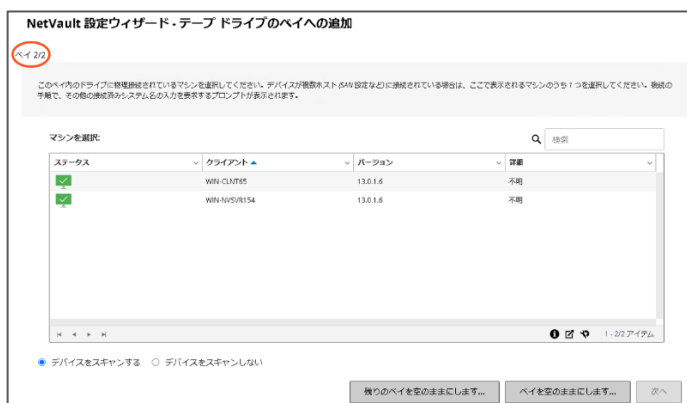 NetVault 設定ウィザード - テープ ドライブのベイへの追加
ベイ 2/2
このベイ内のドライブに物理接続されているマシンを選択してください。デバイスが複数ホスト (SAN 設定など)に接続されている場合は、ここで表示されるマシンのうち 1 つを選択してください。後続の
手順で、その他の接続済みシステム名の入力を要求するプロンプトが表示されます。
マシンを選択:
検索
ステータス クライアント バージョン 詳細
WIN-CLNT65 13.0.1.6 不明
WIN-NVSVR154 13.0.1.6 不明
1 - 2/2 アイテム
デバイスをスキャンする デバイスをスキャンしない
残りのベイを空のままにします... ベイを空のままにします... 次へ